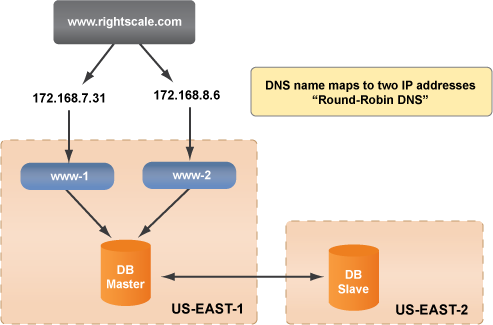 www.rightscale.com
172.168.7.31
172.168.8.6
DNS name maps to two IP addresses
“Round-Robin DNS”
www-1
www-2
DB
Master
DB
Slave
US-EAST-1
US-EAST-2